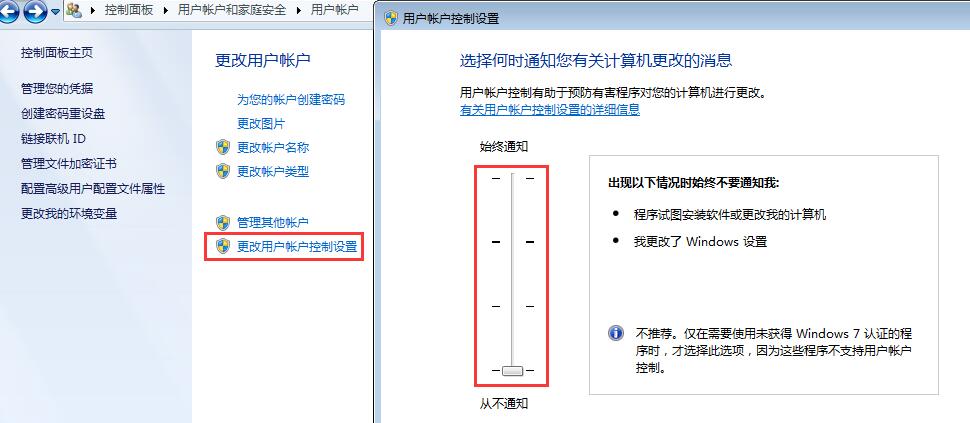 控制面板 ▸ 用户帐户和家庭安全 ▸ 用户帐户
控制面板主页
管理您的凭据
创建密码重设盘
链接联机 ID
管理文件加密证书
配置高级用户配置文件属性
更改我的环境变量
更改用户帐户
为您的帐户创建密码
更改图片
更改帐户名称
更改帐户类型
管理其他帐户
更改用户帐户控制设置
用户帐户控制设置
选择何时通知您有关计算机更改的消息
用户帐户控制有助于预防有害程序对您的计算机进行更改。
有关用户帐户控制设置的详细信息
始终通知
从不通知
出现以下情况时始终不要通知我:
• 程序试图安装软件或更改我的计算机
• 我更改了 Windows 设置
不推荐。仅在需要使用未获得 Windows 7 认证的程
序时，才选择此选项，因为这些程序不支持用户帐户
控制。